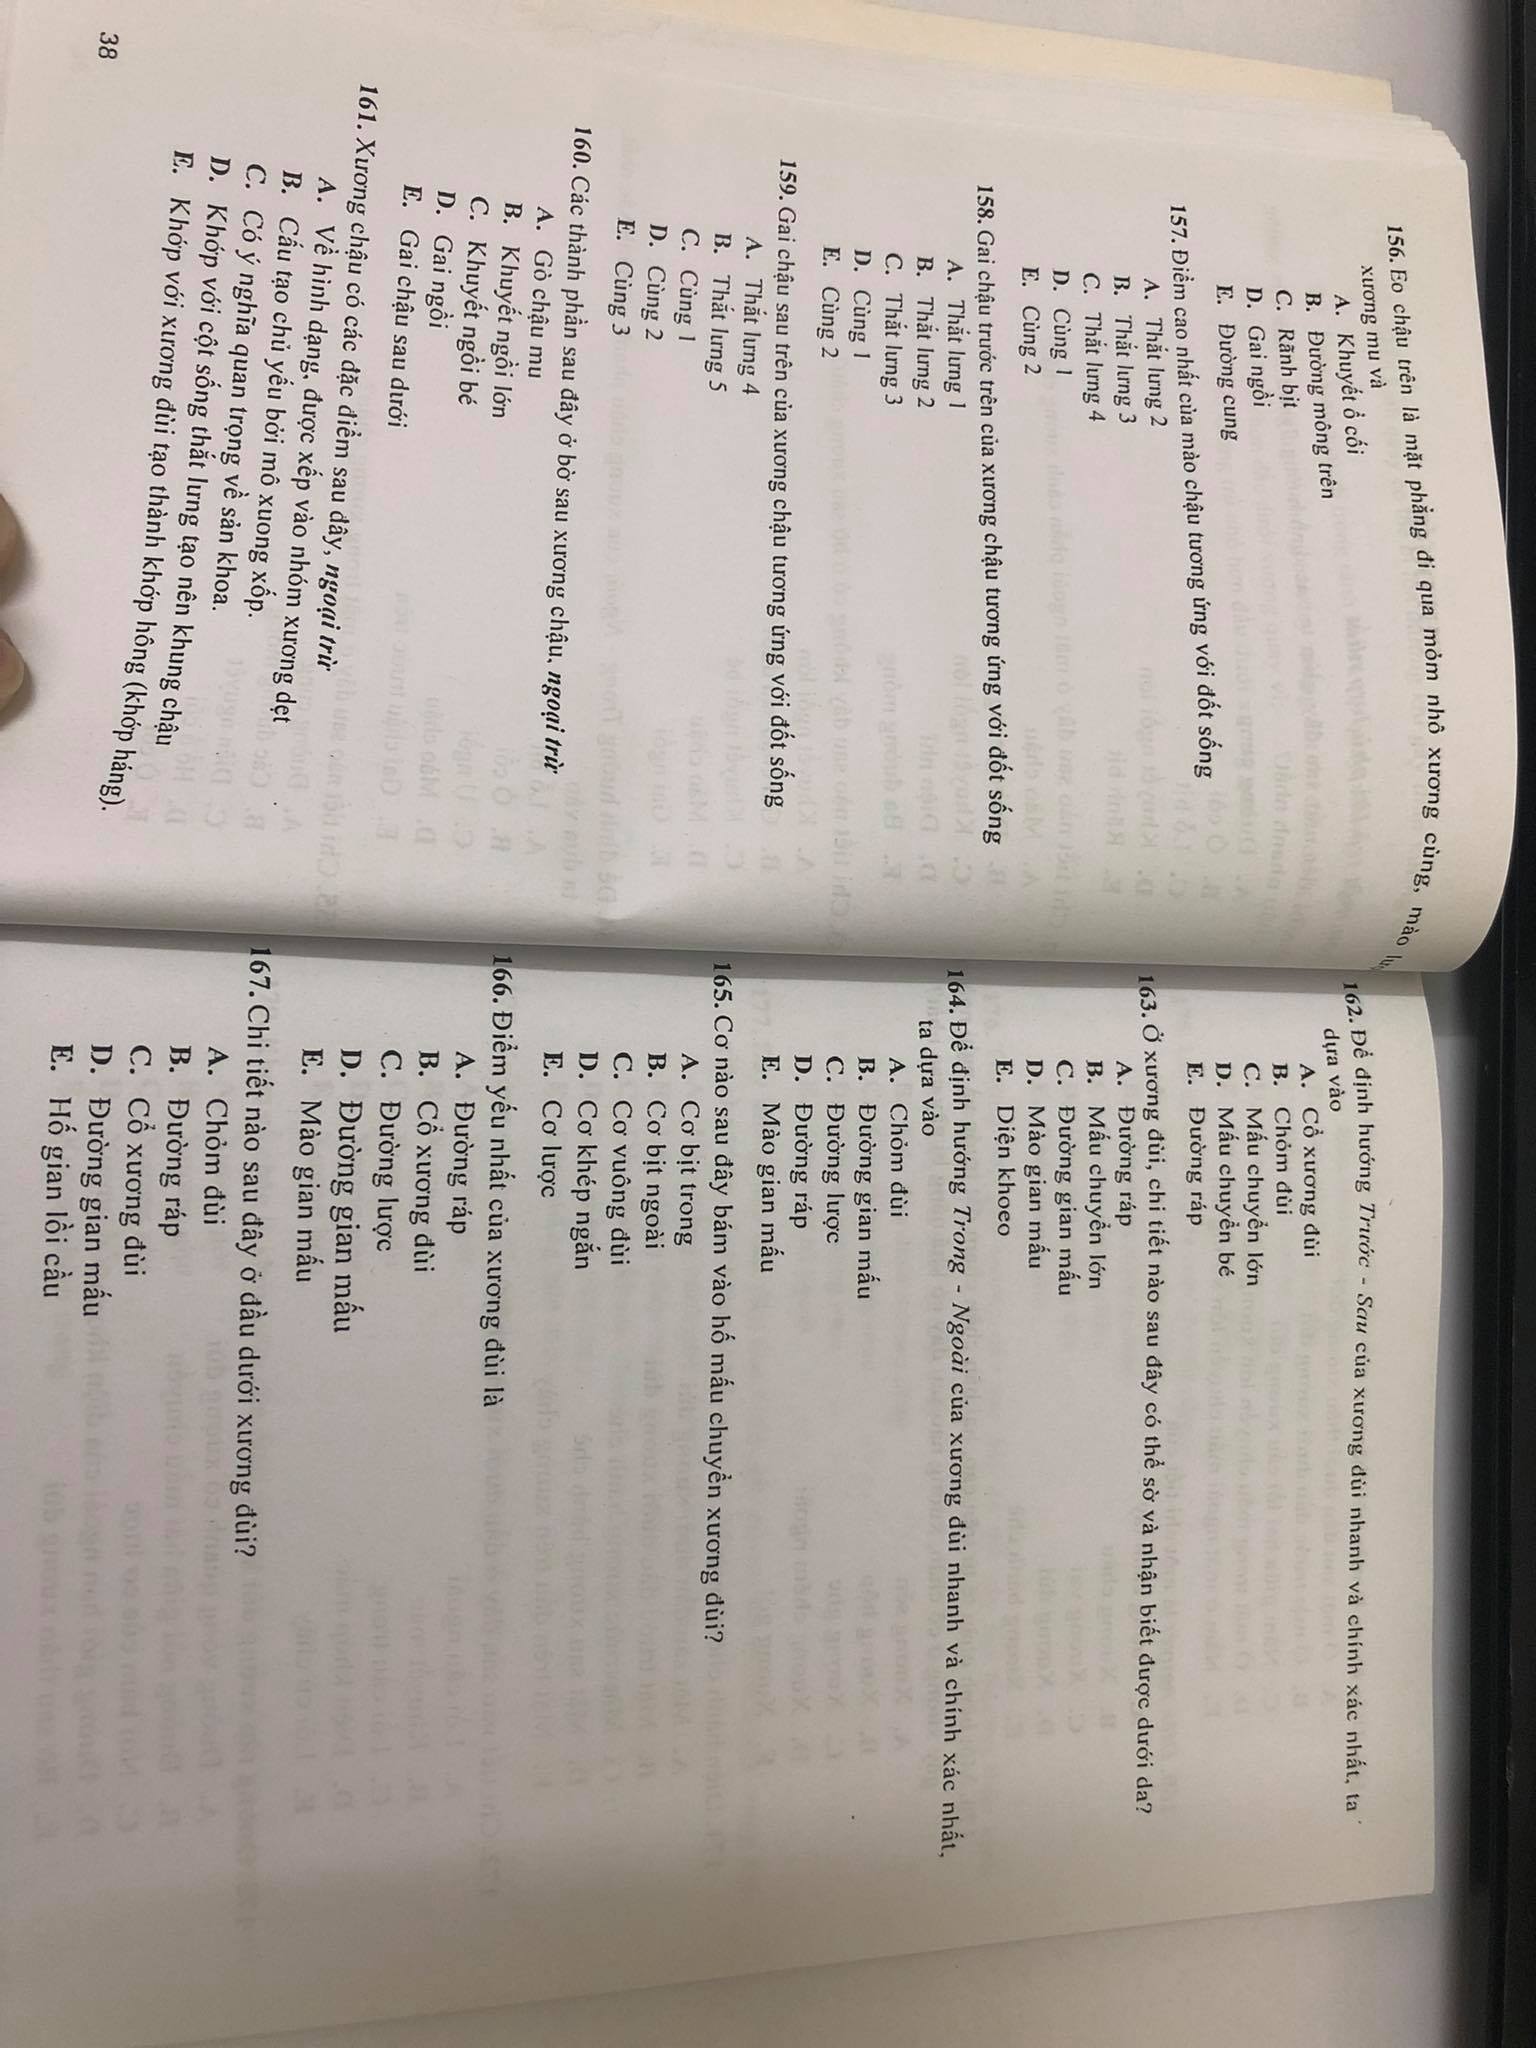 156. Eo chậu trên là mặt phẳng đi qua mỏm nhô xương cùng, mào
xương mu và
A. Khuyết ổ cối
B. Đường mông trên
C. Rãnh bịt
D. Gai ngồi
E. Đường cung
157. Điểm cao nhất của mào chậu tương ứng với đốt sống
A. Thắt lưng 2
B. Thắt lưng 3
C. Thắt lưng 4
D. Cùng 1
E. Cùng 2
158. Gai chậu trước trên của xương chậu tương ứng với đốt sống
A. Thắt lưng 1
B. Thắt lưng 2
C. Thắt lưng 3
D. Cùng 1
E. Cùng 2
159. Gai chậu sau trên của xương chậu tương ứng với đốt sống
A. Thắt lưng 4
B. Thắt lưng 5
C. Cùng 1
D. Cùng 2
E. Cùng 3
160. Các thành phần sau đây ở bờ sau xương chậu, ngoại trừ
A. Gò chậu mu
B. Khuyết ngồi lớn
C. Khuyết ngồi bé
D. Gai ngồi
E. Gai chậu sau dưới
161. Xương chậu có các đặc điểm sau đây, ngoại trừ
A. Về hình dạng, được xếp vào nhóm xương dẹt
B. Cấu tạo chủ yếu bởi mô xuong xốp.
C. Có ý nghĩa quan trọng về sản khoa.
D. Khớp với cột sống thắt lưng tạo nên khung chậu
E. Khớp với xương đùi tạo thành khớp hông (khớp háng).
38
162. Để định hướng Trước - Sau của xương đùi nhanh và chính xác nhất, ta
dựa vào
A. Cổ xương đùi
B. Chỏm đùi
C. Mấu chuyển lớn
D. Mấu chuyển bé
E. Đường ráp
163. Ở xương đùi, chi tiết nào sau đây có thể sờ và nhận biết được dưới da?
A. Đường ráp
B. Mấu chuyển lớn
C. Đường gian mấu
D. Mào gian mấu
E. Diện khoeo
164. Để định hướng Trong - Ngoài của xương đùi nhanh và chính xác nhất,
ta dựa vào
A. Chỏm đùi
B. Đường gian mấu
C. Đường lược
D. Đường ráp
E. Mào gian mấu
165. Cơ nào sau đây bám vào hố mấu chuyển xương đùi?
A. Cơ bịt trong
B. Cơ bịt ngoài
C. Cơ vuông đùi
D. Cơ khép ngắn
E. Cơ lược
166. Điểm yếu nhất của xương đùi là
A. Đường ráp
B. Cổ xương đùi
C. Đường lược
D. Đường gian mấu
E. Mào gian mấu
167. Chi tiết nào sau đây ở đầu dưới xương đùi?
A. Chỏm đùi
B. Đường ráp
C. Cổ xương đùi
D. Đường gian mấu
E. Hố gian lồi cầu